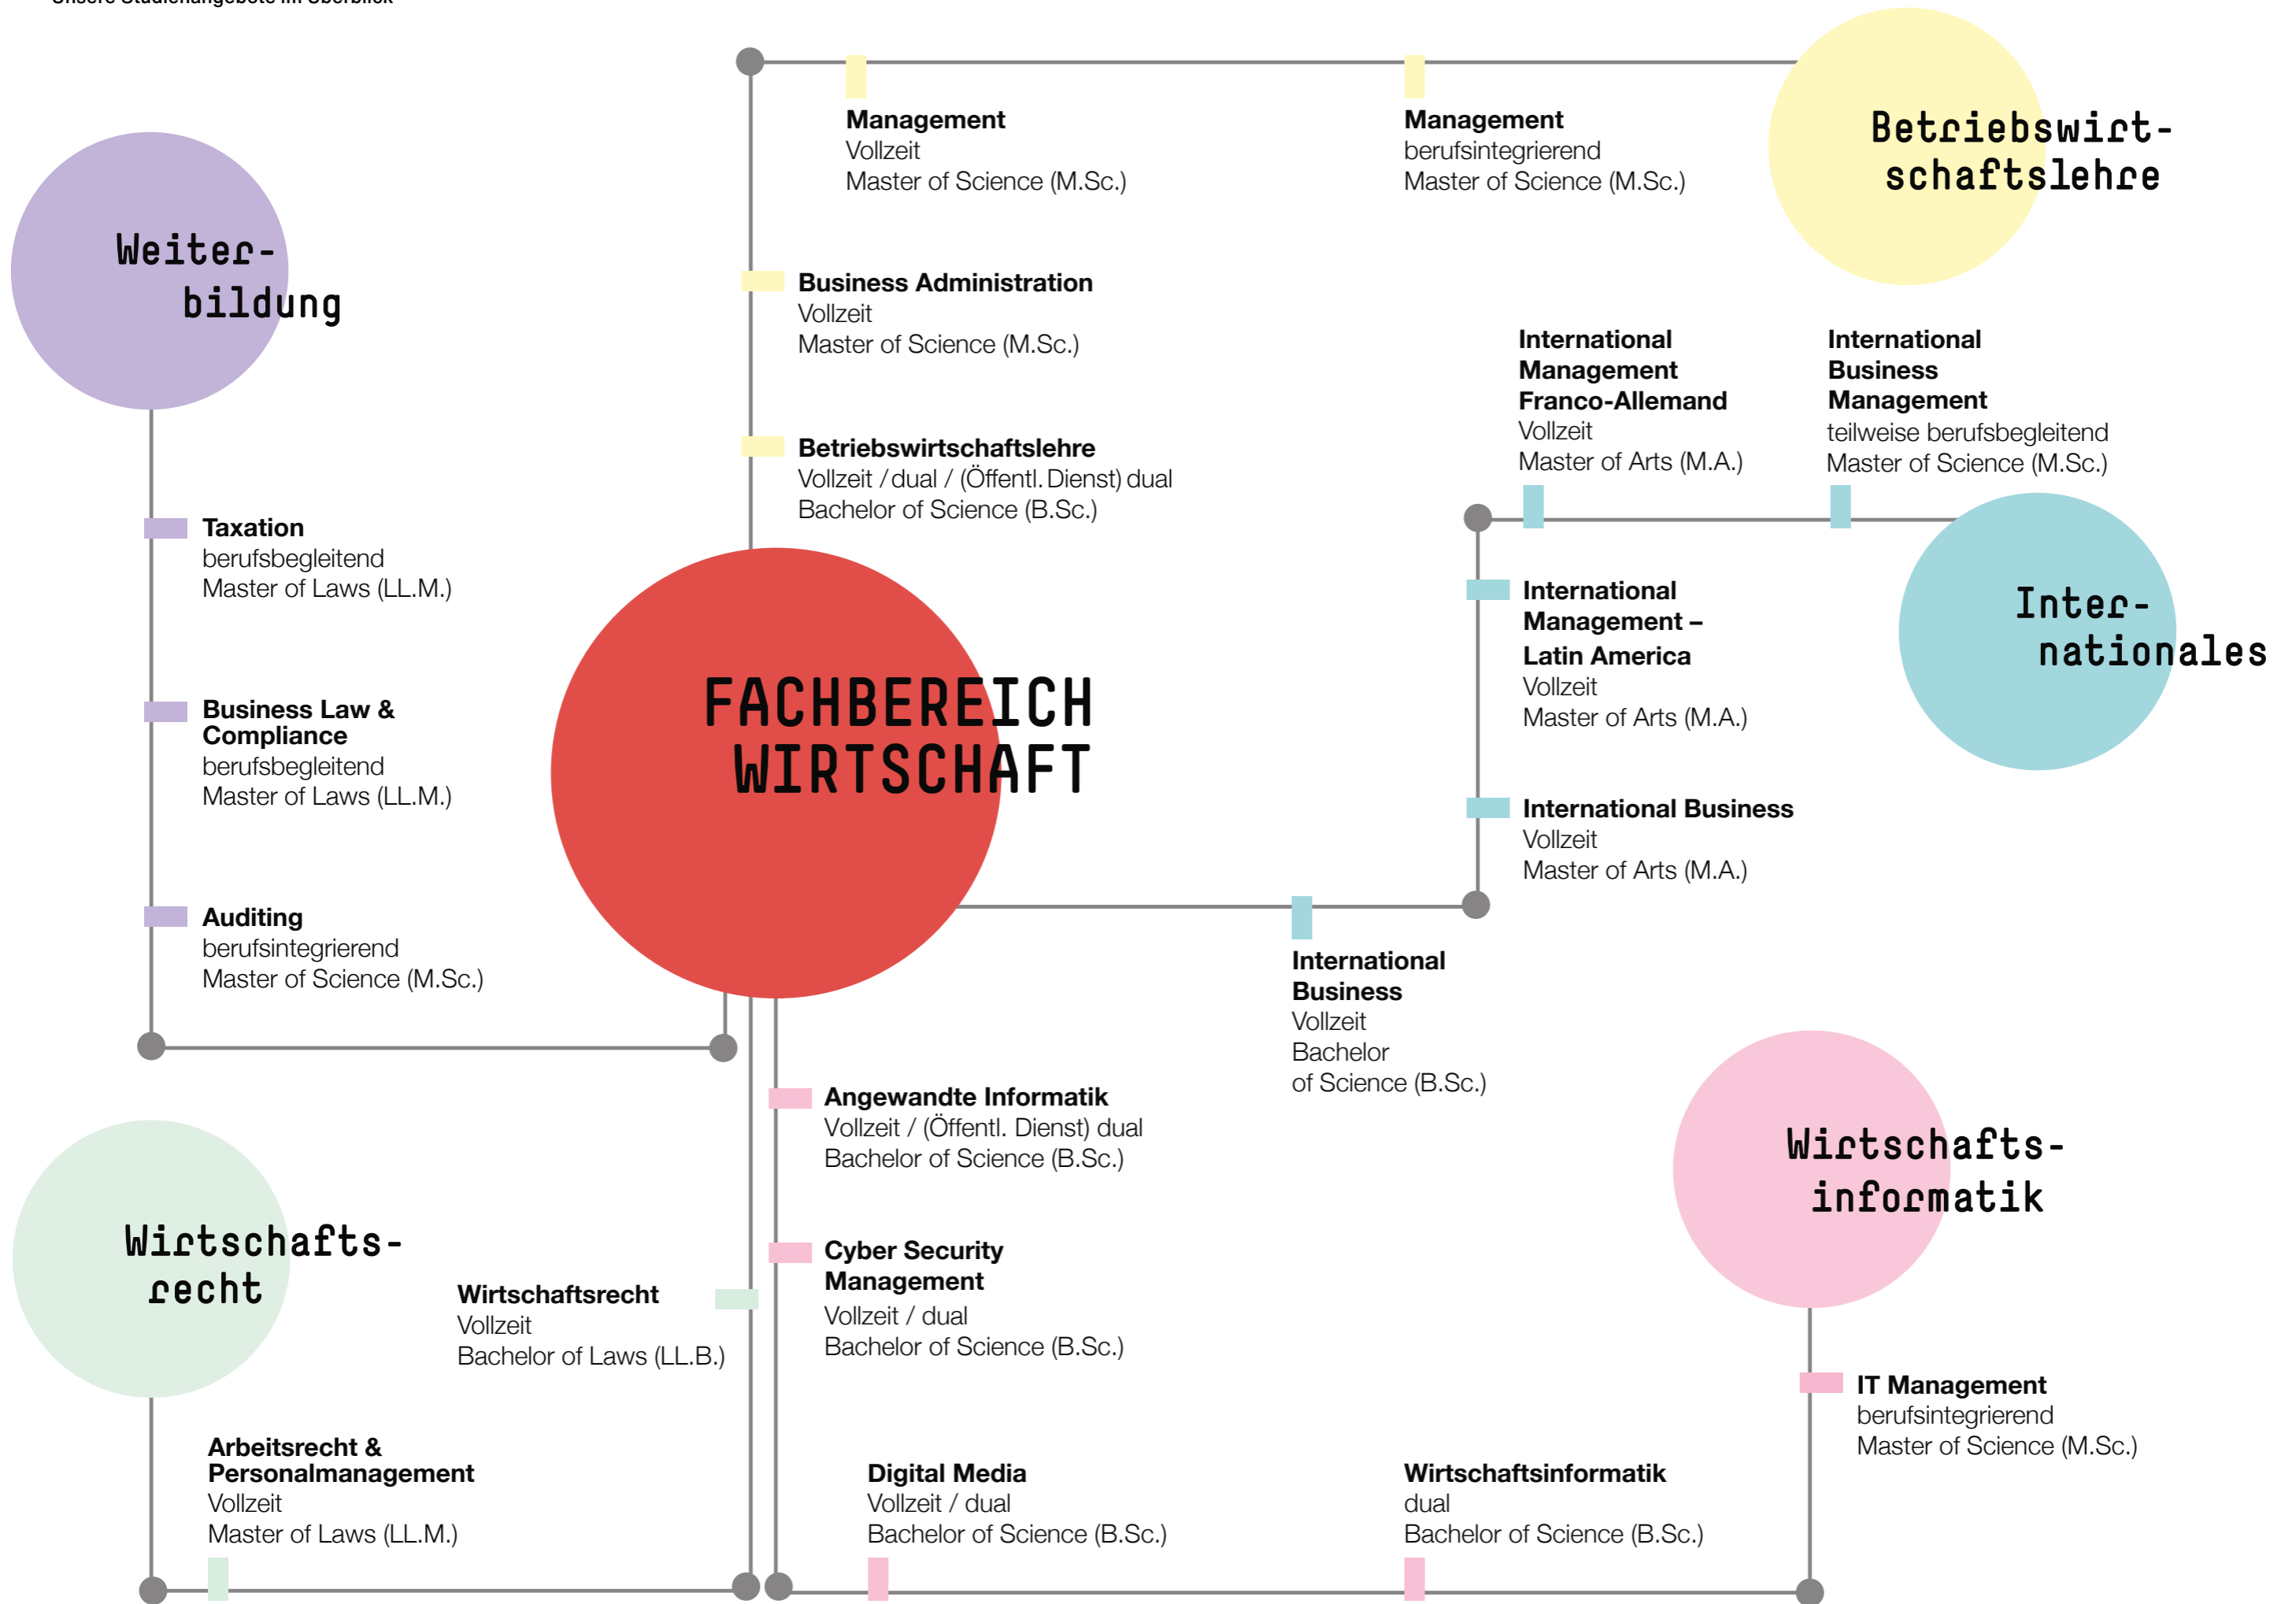 Unsere Studienangebote im Überblick
Management
Vollzeit
Master of Science (M.Sc.)
Management
berufsintegrierend
Master of Science (M.Sc.)
Betriebswirt-
schaftslehre
Weiter-
bildung
Business Administration
Vollzeit
Master of Science (M.Sc.)
Betriebswirtschaftslehre
Vollzeit / dual / (Öffentl. Dienst) dual
Bachelor of Science (B.Sc.)
International
Management
Franco-Allemand
Vollzeit
Master of Arts (M.A.)
International
Business
Management
teilweise berufsbegleitend
Master of Science (M.Sc.)
Taxation
berufsbegleitend
Master of Laws (LL.M.)
Business Law &
Compliance
berufsbegleitend
Master of Laws (LL.M.)
Auditing
berufsintegrierend
Master of Science (M.Sc.)
FACHBEREICH
WIRTSCHAFT
International
Management –
Latin America
Vollzeit
Master of Arts (M.A.)
Inter-
nationales
International Business
Vollzeit
Master of Arts (M.A.)
International
Business
Vollzeit
Bachelor
of Science (B.Sc.)
Angewandte Informatik
Vollzeit / (Öffentl. Dienst) dual
Bachelor of Science (B.Sc.)
Cyber Security
Management
Vollzeit / dual
Bachelor of Science (B.Sc.)
Wirtschafts-
informatik
Wirtschafts-
recht
Wirtschaftsrecht
Vollzeit
Bachelor of Laws (LL.B.)
Arbeitsrecht &
Personalmanagement
Vollzeit
Master of Laws (LL.M.)
Digital Media
Vollzeit / dual
Bachelor of Science (B.Sc.)
Wirtschaftsinformatik
dual
Bachelor of Science (B.Sc.)
IT Management
berufsintegrierend
Master of Science (M.Sc.)